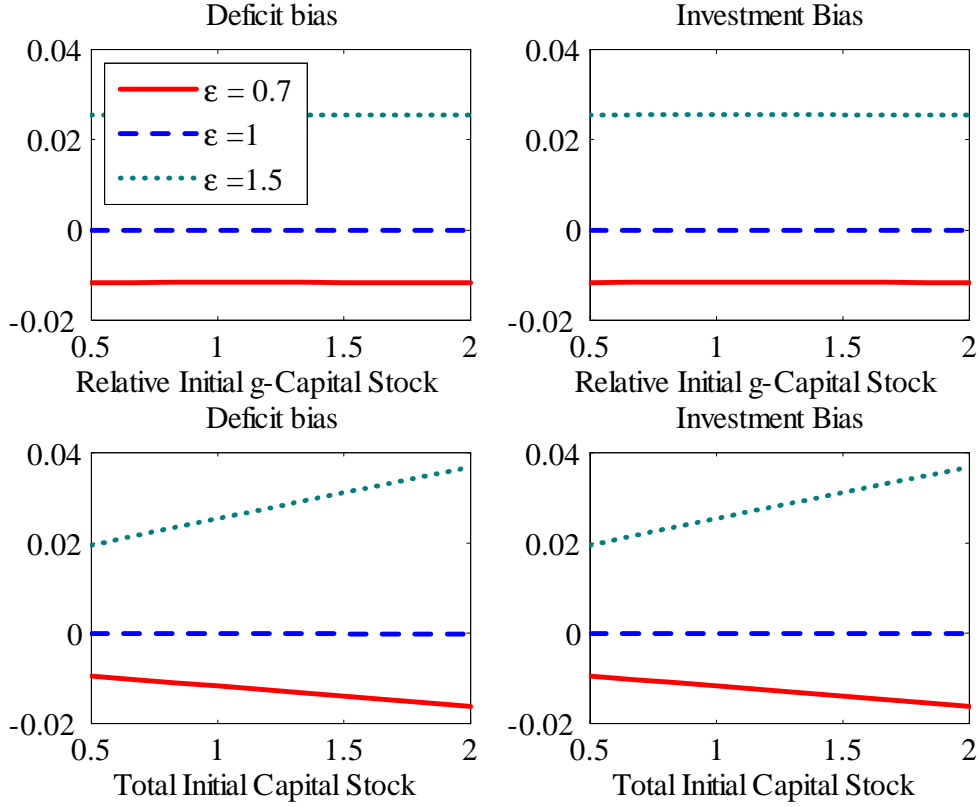 Deficit bias
0.04
0.02
0
-0.02
ε = 0.7
ε =1
ε =1.5
0.5 1 1.5 2
Relative Initial g-Capital Stock
Investment Bias
0.04
0.02
0
-0.02
0.5 1 1.5 2
Relative Initial g-Capital Stock
Deficit bias
0.04
0.02
0
-0.02
0.5 1 1.5 2
Total Initial Capital Stock
Investment Bias
0.04
0.02
0
-0.02
0.5 1 1.5 2
Total Initial Capital Stock